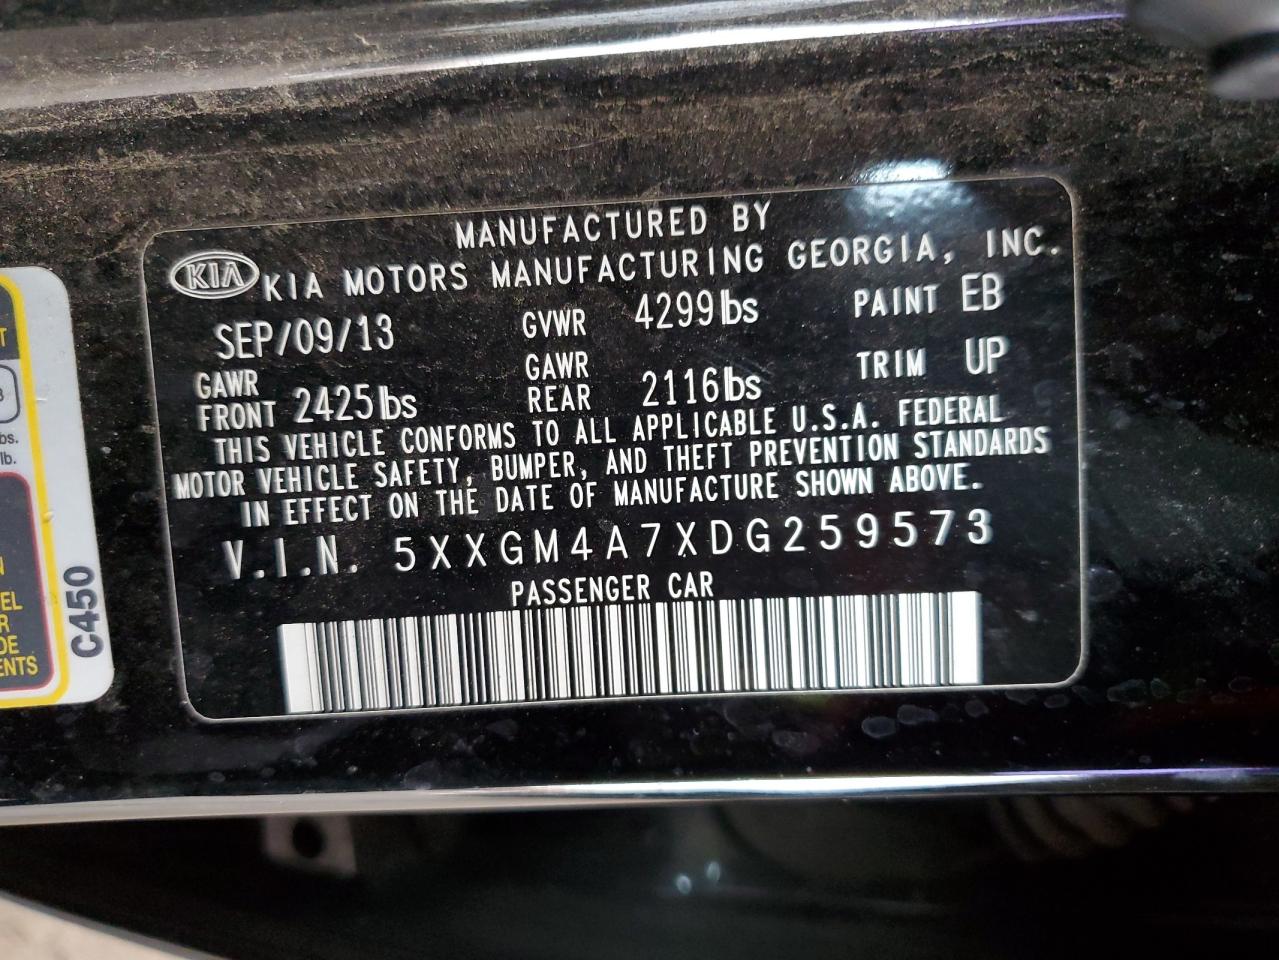 MANUFACTURED BY
KIA KIA MOTORS MANUFACTURING GEORGIA, INC.
SEP/09/13 GVWR 4299lbs PAINT EB
GAWR FRONT 2425lbs GAWR REAR 2116lbs TRIM UP
THIS VEHICLE CONFORMS TO ALL APPLICABLE U.S.A. FEDERAL
MOTOR VEHICLE SAFETY, BUMPER, AND THEFT PREVENTION STANDARDS
IN EFFECT ON THE DATE OF MANUFACTURE SHOWN ABOVE.
V.I.N. 5XXGM4A7XDG259573
PASSENGER CAR
C450
lbs.
lb.